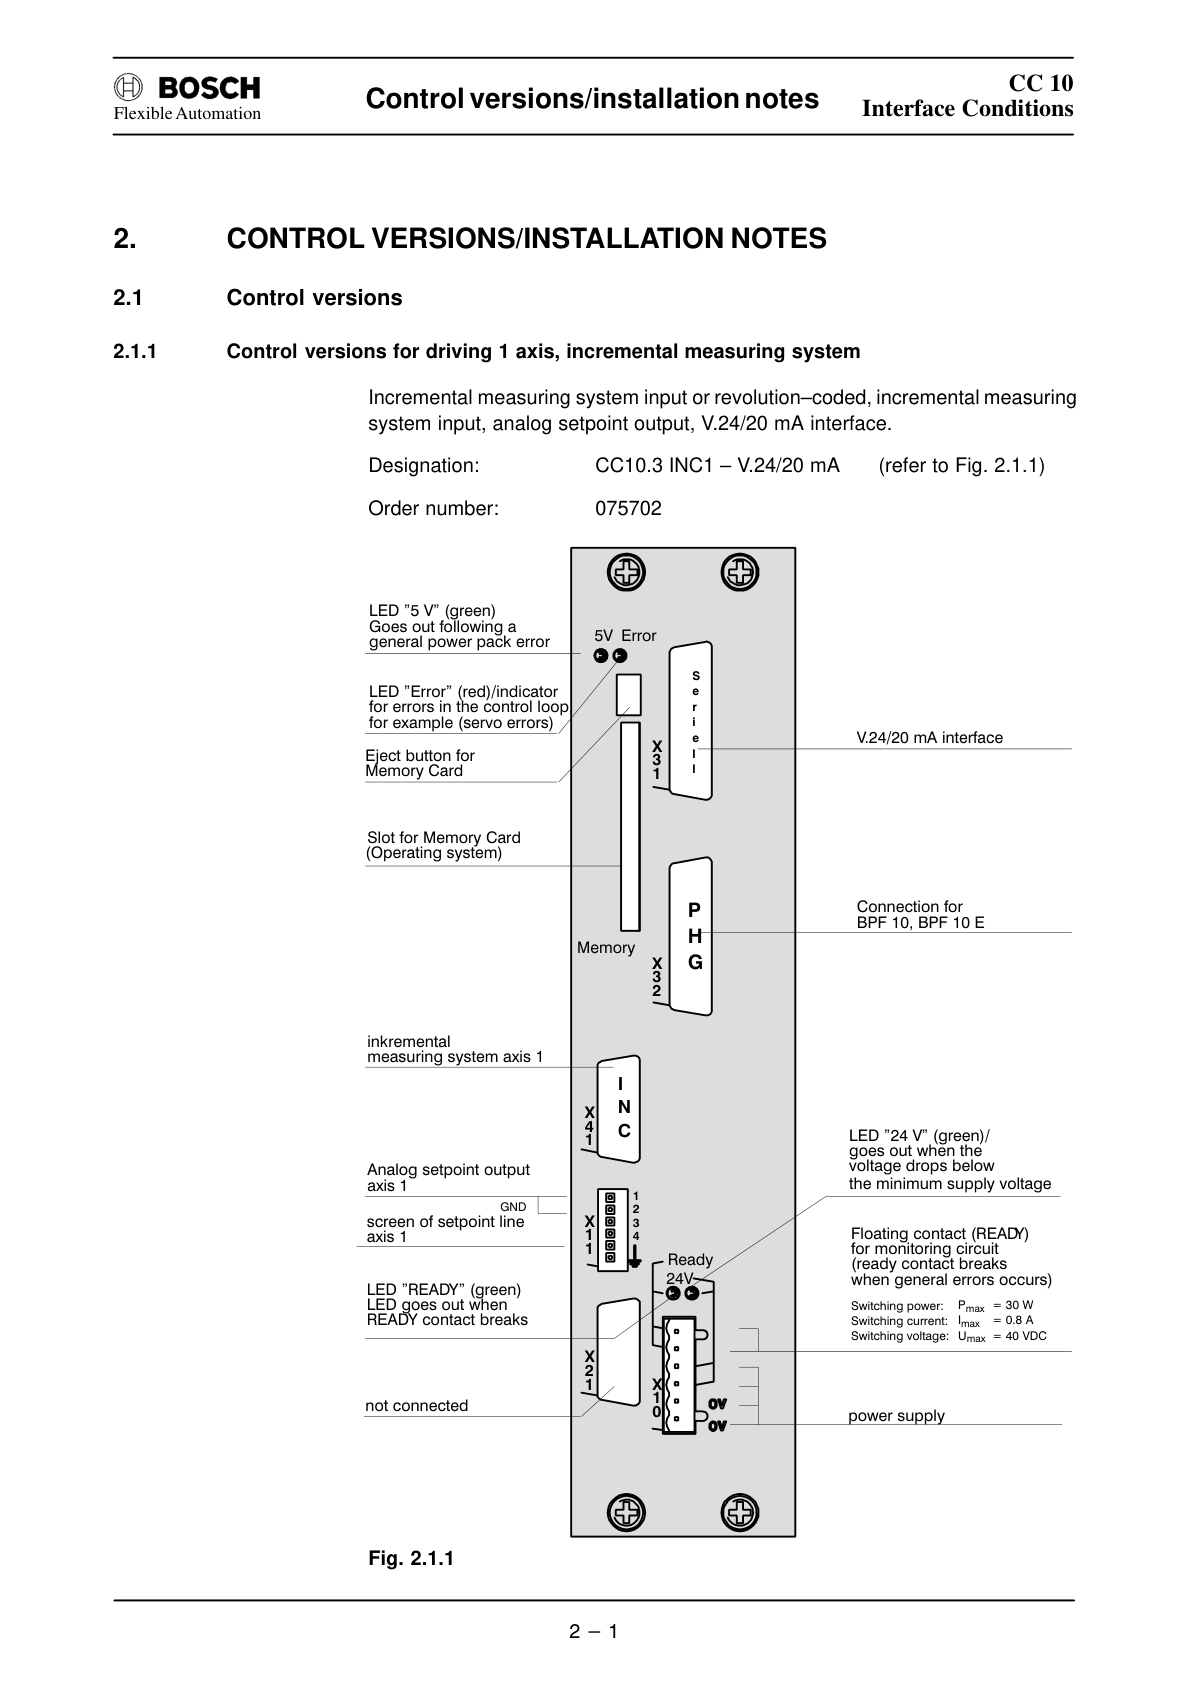 BOSCH
Flexible Automation
Control versions/installation notes
CC 10
Interface Conditions
2. CONTROL VERSIONS/INSTALLATION NOTES
2.1 Control versions
2.1.1 Control versions for driving 1 axis, incremental measuring system
Incremental measuring system input or revolution–coded, incremental measuring
system input, analog setpoint output, V.24/20 mA interface.
Designation: CC10.3 INC1 – V.24/20 mA (refer to Fig. 2.1.1)
Order number: 075702
LED ”5 V” (green)
Goes out following a
general power pack error
5V Error
LED ”Error” (red)/indicator
for errors in the control loop
for example (servo errors)
Seriell
X31
V.24/20 mA interface
Eject button for
Memory Card
Slot for Memory Card
(Operating system)
PHG
Connection for
BPF 10, BPF 10 E
Memory
X32
inkremental
measuring system axis 1
INC
X41
LED ”24 V” (green)/
goes out when the
voltage drops below
the minimum supply voltage
Analog setpoint output
axis 1
GND
screen of setpoint line
axis 1
X11
1
2
3
4
Floating contact (READY)
for monitoring circuit
(ready contact breaks
when general errors occurs)
Ready
24V
LED ”READY” (green)
LED goes out when
READY contact breaks
Switching power: Pmax = 30 W
Switching current: Imax = 0.8 A
Switching voltage: Umax = 40 VDC
X21
X10
not connected
0V
0V
power supply
Fig. 2.1.1
2 – 1